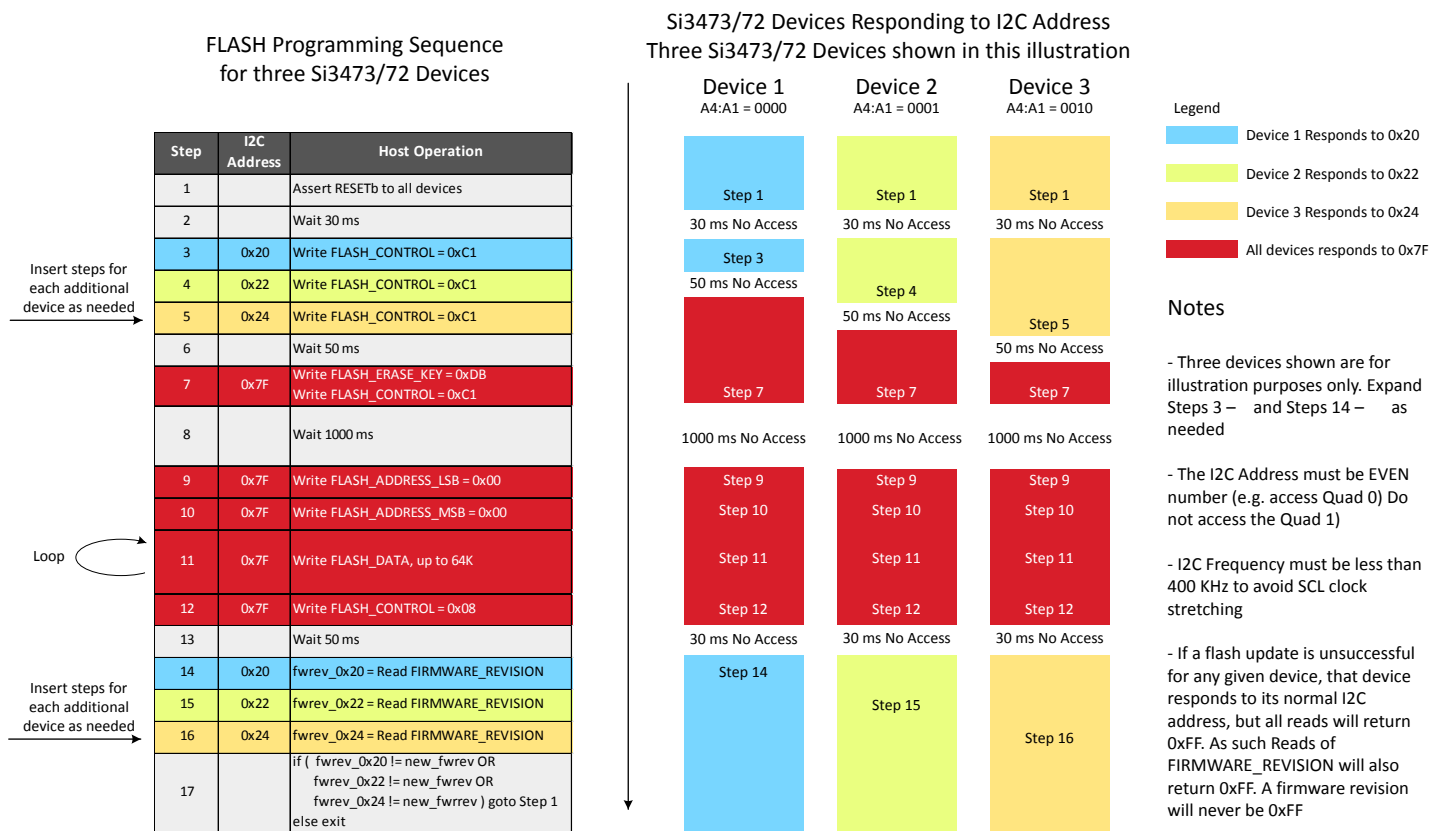 FLASH Programming Sequence
for three Si3473/72 Devices
Step
I2C
Address
Host Operation
1
Assert RESETb to all devices
2
Wait 30 ms
3
0x20
Write FLASH_CONTROL = 0xC1
4
0x22
Write FLASH_CONTROL = 0xC1
5
0x24
Write FLASH_CONTROL = 0xC1
6
Wait 50 ms
7
0x7F
Write FLASH_ERASE_KEY = 0xDB
Write FLASH_CONTROL = 0xC1
8
Wait 1000 ms
9
0x7F
Write FLASH_ADDRESS_LSB = 0x00
10
0x7F
Write FLASH_ADDRESS_MSB = 0x00
11
0x7F
Write FLASH_DATA, up to 64K
12
0x7F
Write FLASH_CONTROL = 0x08
13
Wait 50 ms
14
0x20
fwrev_0x20 = Read FIRMWARE_REVISION
15
0x22
fwrev_0x22 = Read FIRMWARE_REVISION
16
0x24
fwrev_0x24 = Read FIRMWARE_REVISION
17
if ( fwrev_0x20 != new_fwrev OR
fwrev_0x22 != new_fwrev OR
fwrev_0x24 != new_fwrrev ) goto Step 1
else exit
Insert steps for
each additional
device as needed
Loop
Insert steps for
each additional
device as needed
Si3473/72 Devices Responding to I2C Address
Three Si3473/72 Devices shown in this illustration
Device 1
A4:A1 = 0000
Step 1
30 ms No Access
Step 3
50 ms No Access
Step 7
1000 ms No Access
Step 9
Step 10
Step 11
Step 12
30 ms No Access
Step 14
Device 2
A4:A1 = 0001
Step 1
30 ms No Access
Step 4
50 ms No Access
Step 7
1000 ms No Access
Step 9
Step 10
Step 11
Step 12
30 ms No Access
Step 15
Device 3
A4:A1 = 0010
Step 1
30 ms No Access
Step 5
50 ms No Access
Step 7
1000 ms No Access
Step 9
Step 10
Step 11
Step 12
30 ms No Access
Step 16
Legend
Device 1 Responds to 0x20
Device 2 Responds to 0x22
Device 3 Responds to 0x24
All devices responds to 0x7F
Notes
- Three devices shown are for
illustration purposes only. Expand
Steps 3 – and Steps 14 – as
needed
- The I2C Address must be EVEN
number (e.g. access Quad 0) Do
not access the Quad 1)
- I2C Frequency must be less than
400 KHz to avoid SCL clock
stretching
- If a flash update is unsuccessful
for any given device, that device
responds to its normal I2C
address, but all reads will return
0xFF. As such Reads of
FIRMWARE_REVISION will also
return 0xFF. A firmware revision
will never be 0xFF